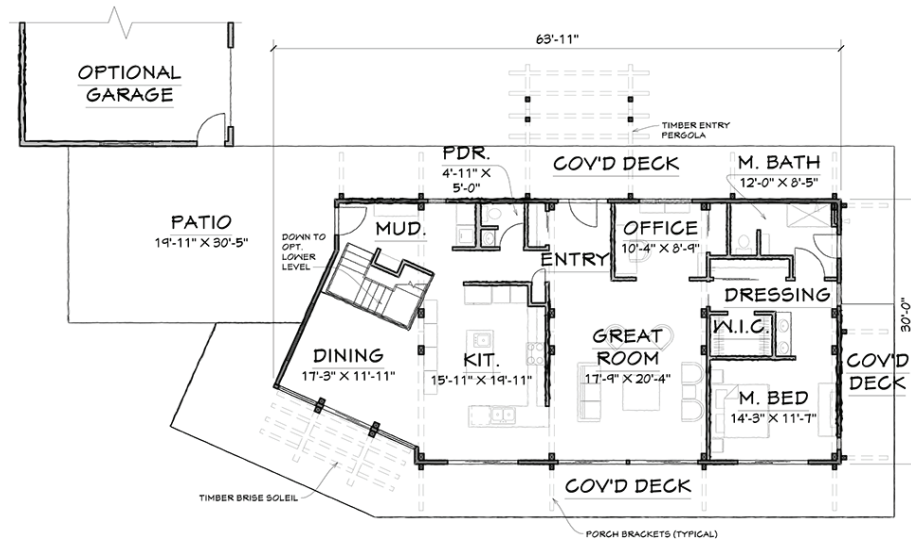 63'-11"
OPTIONAL
GARAGE
TIMBER ENTRY
PERGOLA
PDR.
4'-11" X
5'-0"
COV'D DECK
M. BATH
12'-0" X 8'-5"
PATIO
19'-11" X 30'-5"
MUD.
OFFICE
10'-4" X 8'-9"
DOWN TO
OPT.
LOWER
LEVEL
ENTRY
DRESSING
30'-0"
W.I.C.
GREAT
ROOM
17'-9" X 20'-4"
DINING
17'-3" X 11'-11"
KIT.
15'-11" X 19'-11"
COV'D
DECK
M. BED
14'-3" X 11'-7"
TIMBER BRISE SOLEIL
COV'D DECK
PORCH BRACKETS (TYPICAL)